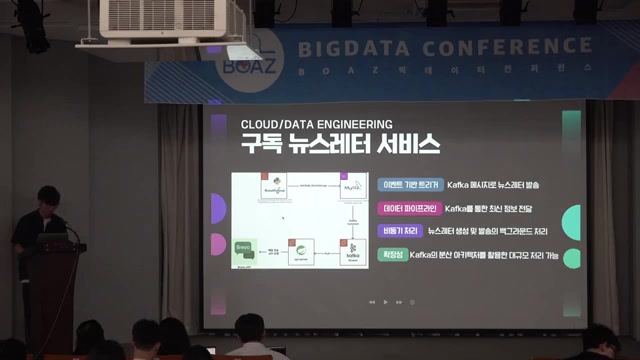 BOAZ
BIGDATA CONFERENCE
BOAZ 빅데이터 컨퍼런스
CLOUD/DATA ENGINEERING
구독 뉴스레터 서비스
이벤트 기반 트리거 Kafka 메시지로 뉴스레터 발송
데이터 파이프라인 Kafka를 통한 최신 정보 전달
비동기 처리 뉴스레터 생성 및 발송의 백그라운드 처리
확장성 Kafka의 분산 아키텍처를 활용한 대규모 처리 가능
MySQL
Brevo
kafka